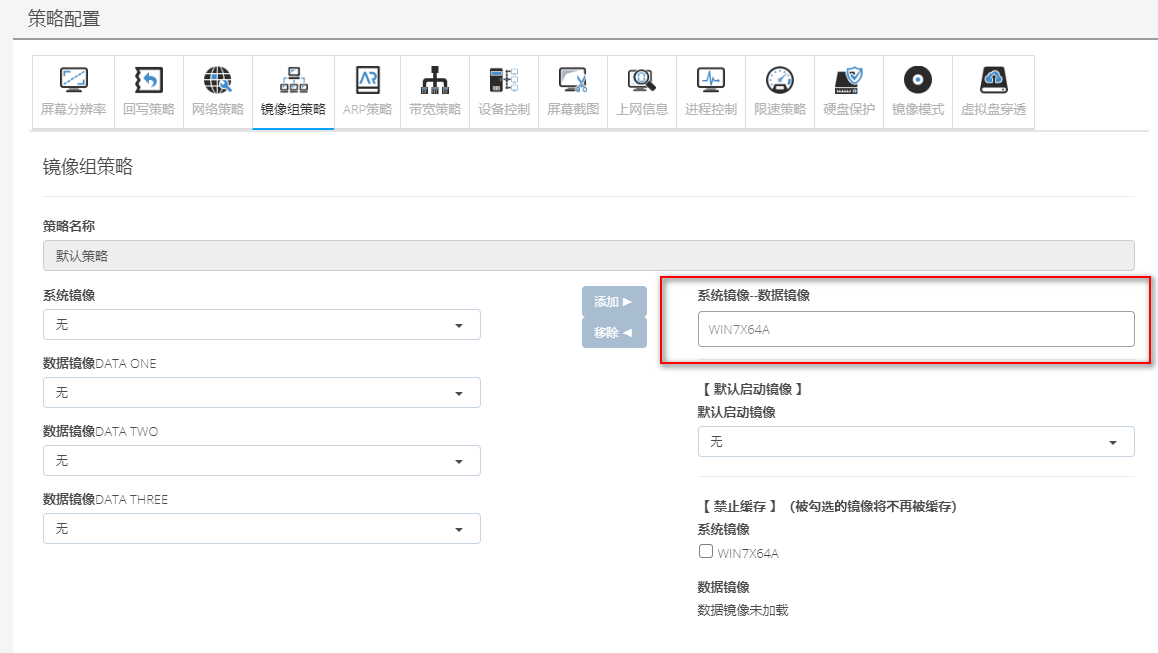 策略配置
屏幕分辨率 回写策略 网络策略 镜像组策略 ARP策略 带宽策略 设备控制 屏幕截图 上网信息 进程控制 限速策略 硬盘保护 镜像模式 虚拟盘穿透
镜像组策略
策略名称
默认策略
系统镜像
无
数据镜像DATA ONE
无
数据镜像DATA TWO
无
数据镜像DATA THREE
无
添加
移除
系统镜像--数据镜像
WIN7X64A
【 默认启动镜像 】
默认启动镜像
无
【 禁止缓存 】（被勾选的镜像将不再被缓存）
系统镜像
WIN7X64A
数据镜像
数据镜像未加载